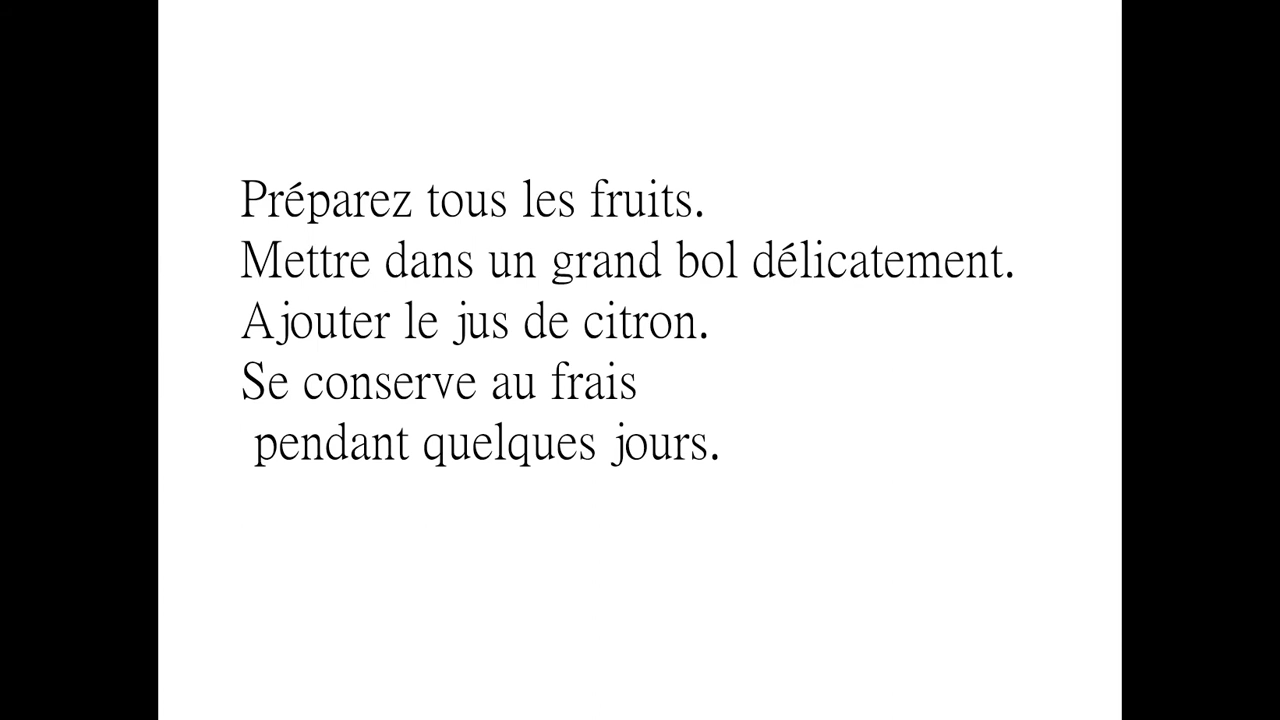 Préparez tous les fruits.
Mettre dans un grand bol délicatement.
Ajouter le jus de citron.
Se conserve au frais
pendant quelques jours.